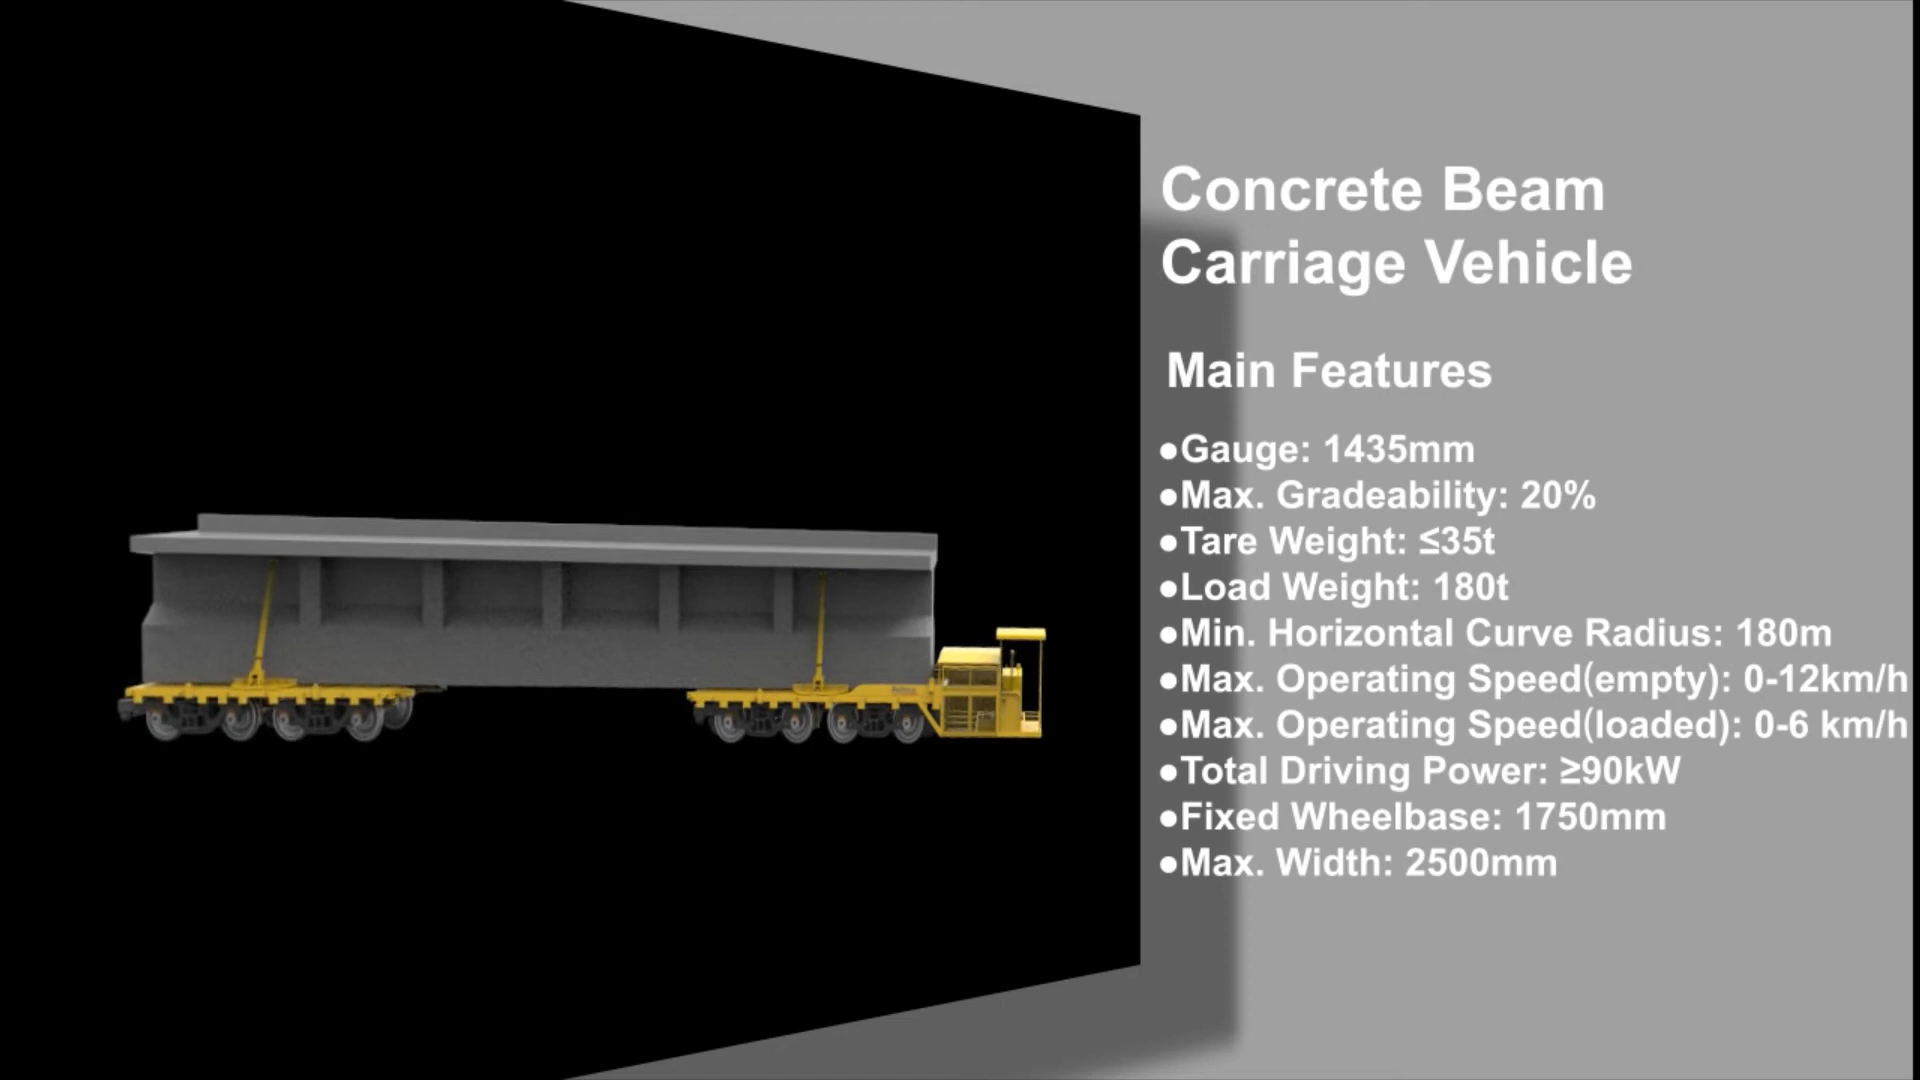 Concrete Beam
Carriage Vehicle
Main Features
●Gauge: 1435mm
●Max. Gradeability: 20%
●Tare Weight: ≤35t
●Load Weight: 180t
●Min. Horizontal Curve Radius: 180m
●Max. Operating Speed(empty): 0-12km/h
●Max. Operating Speed(loaded): 0-6 km/h
●Total Driving Power: ≥90kW
●Fixed Wheelbase: 1750mm
●Max. Width: 2500mm